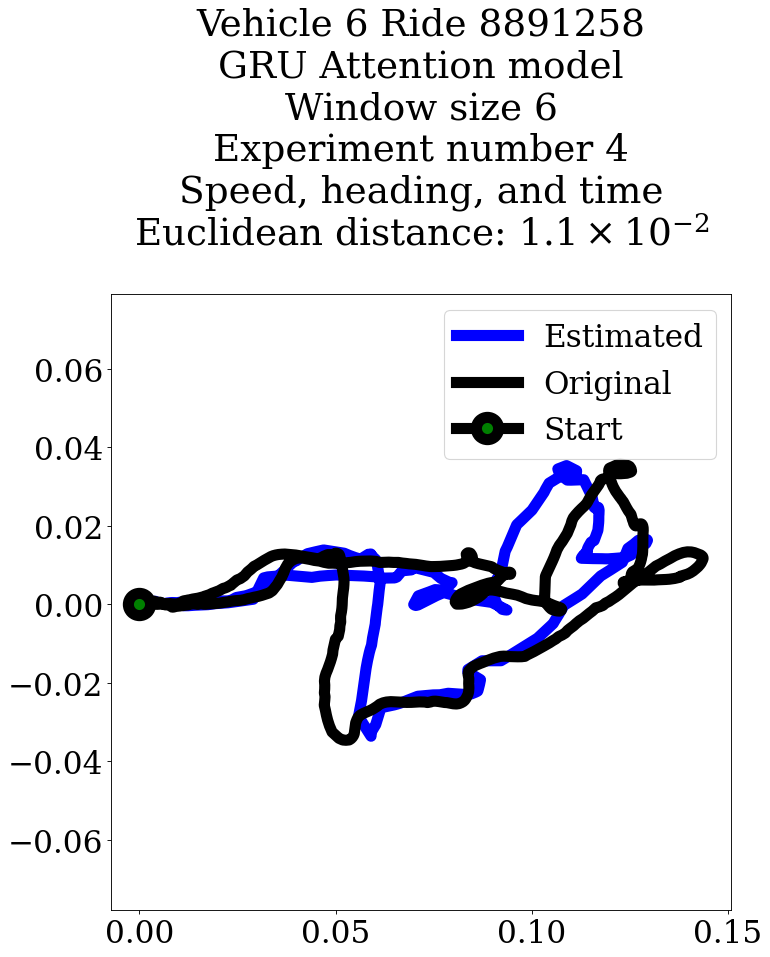 Vehicle 6 Ride 8891258
GRU Attention model
Window size 6
Experiment number 4
Speed, heading, and time
Euclidean distance: 1.1 × 10⁻²
Estimated
Original
Start
0.06
0.04
0.02
0.00
−0.02
−0.04
−0.06
0.00 0.05 0.10 0.15